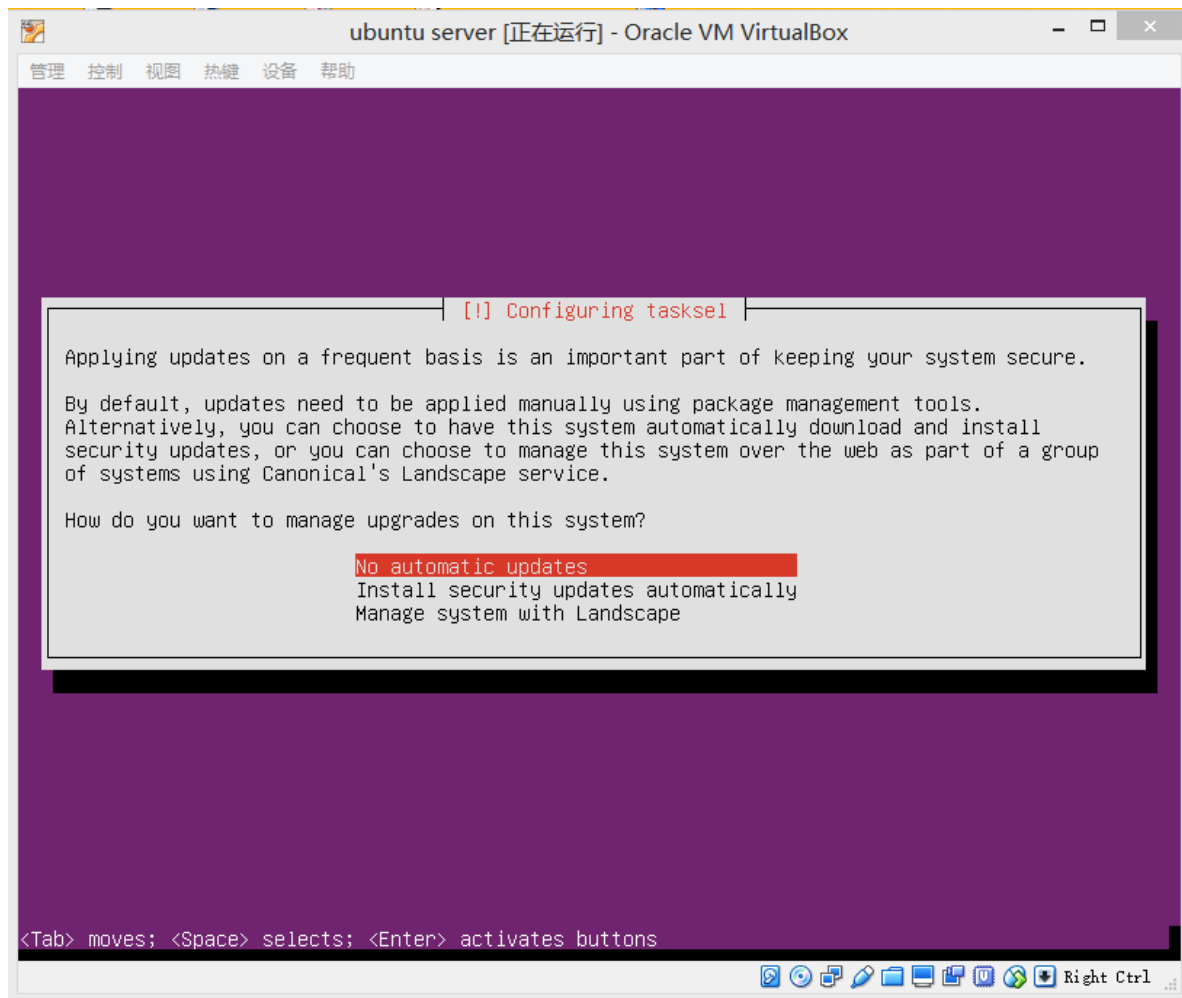 ubuntu server [正在运行] - Oracle VM VirtualBox
管理 控制 视图 热键 设备 帮助
[!] Configuring tasksel
Applying updates on a frequent basis is an important part of keeping your system secure.
By default, updates need to be applied manually using package management tools.
Alternatively, you can choose to have this system automatically download and install
security updates, or you can choose to manage this system over the web as part of a group
of systems using Canonical's Landscape service.
How do you want to manage upgrades on this system?
No automatic updates
Install security updates automatically
Manage system with Landscape
<Tab> moves; <Space> selects; <Enter> activates buttons
Right Ctrl